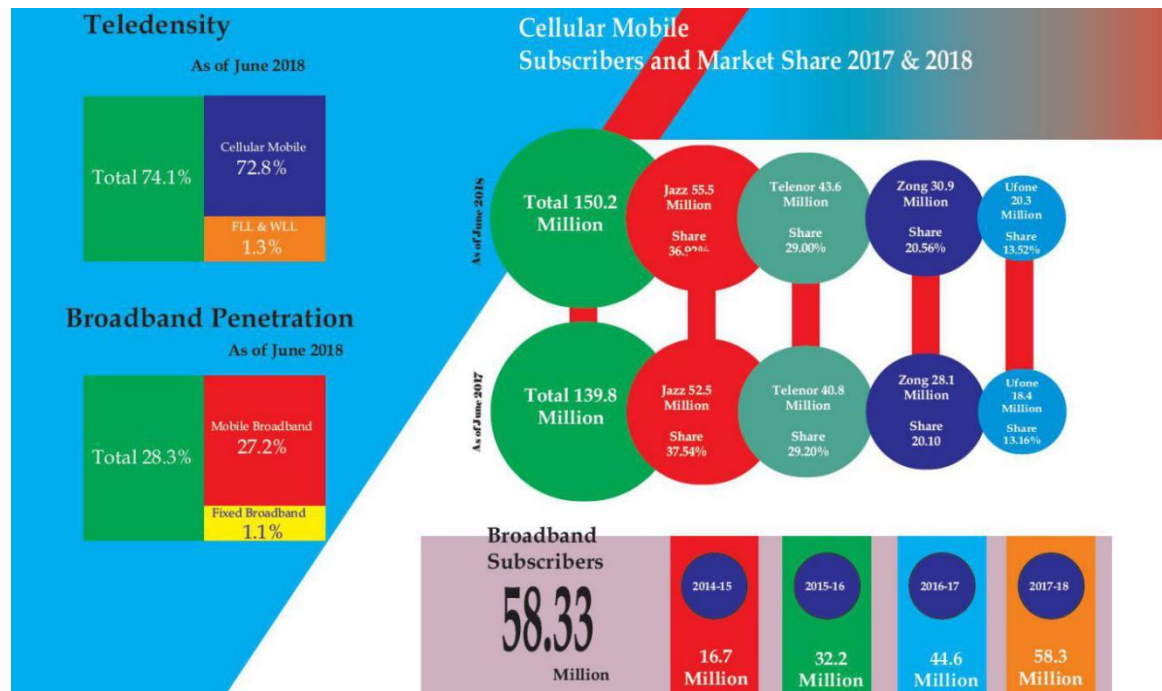 Teledensity
As of June 2018
Total 74.1%
Cellular Mobile
72.8%
FLL & WLL
1.3%
Broadband Penetration
As of June 2018
Total 28.3%
Mobile Broadband
27.2%
Fixed Broadband
1.1%
Cellular Mobile
Subscribers and Market Share 2017 & 2018
As of June 2018
Total 150.2
Million
Jazz 55.5
Million
Share
Telenor 43.6
Million
Share
29.00%
Zong 30.9
Million
Share
20.56%
Ufone
20.3
Million
Share
13.52%
As of June 2017
Total 139.8
Million
Jazz 52.5
Million
Share
37.54%
Telenor 40.8
Million
Share
29.20%
Zong 28.1
Million
Share
20.10
Ufone
18.4
Million
Share
13.16%
Broadband
Subscribers
58.33
Million
2014-15
16.7
Million
2015-16
32.2
Million
2016-17
44.6
Million
2017-18
58.3
Million